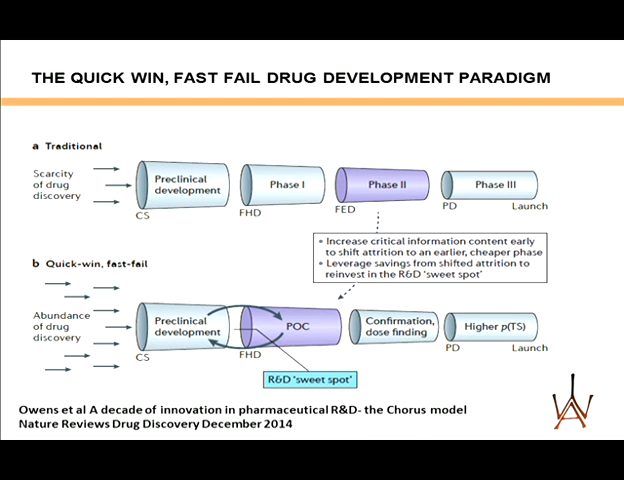 THE QUICK WIN, FAST FAIL DRUG DEVELOPMENT PARADIGM
a Traditional
Scarcity
of drug
discovery
Preclinical
development
Phase I
Phase II
Phase III
CS
FHD
FED
PD
Launch
• Increase critical information content early
to shift attrition to an earlier, cheaper phase
• Leverage savings from shifted attrition to
reinvest in the R&D 'sweet spot'
b Quick-win, fast-fail
Abundance
of drug
discovery
Preclinical
development
POC
Confirmation,
dose finding
Higher p(TS)
CS
FHD
PD
Launch
R&D 'sweet spot'
Owens et al A decade of innovation in pharmaceutical R&D- the Chorus model
Nature Reviews Drug Discovery December 2014